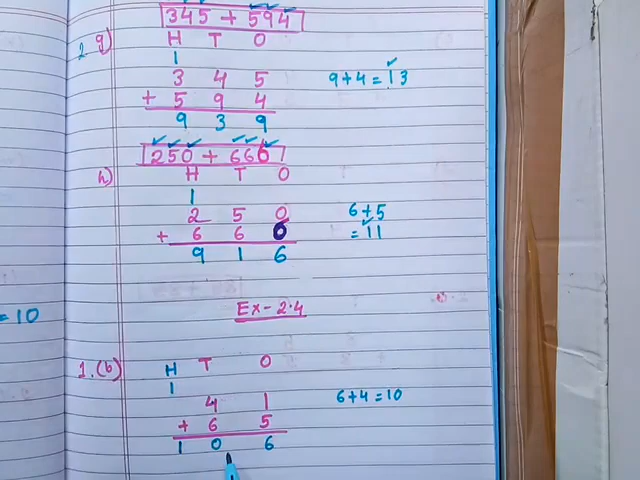 345 + 594
2 g)
H T O
1
3 4 5 9+4 = 13
+ 5 9 4
9 3 9
250 + 666
h)
H T O
1
2 5 0 6+5
+ 6 6 6 = 11
9 1 6
= 10
Ex - 2.4
1. (b) H T O
1
4 1 6+4 = 10
+ 6 5
1 0 6